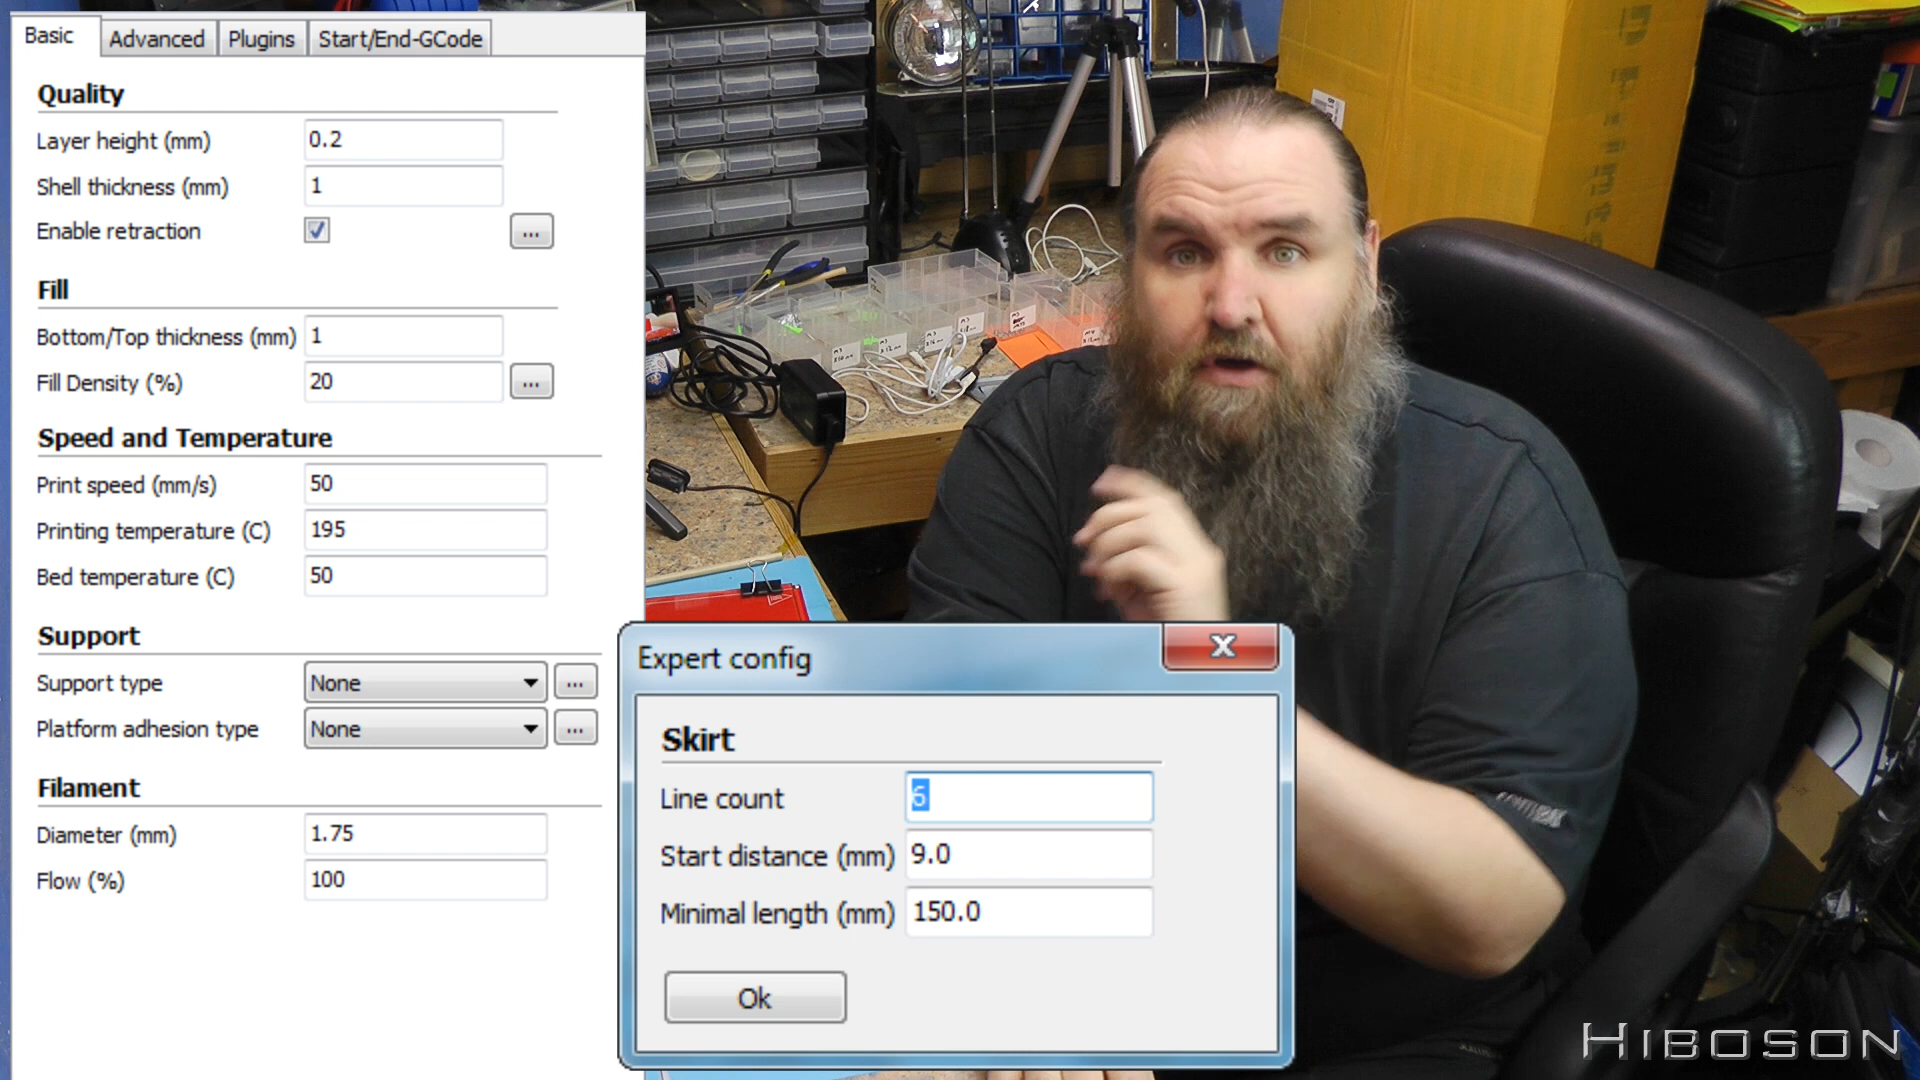 Basic
Advanced
Plugins
Start/End-GCode
Quality
Layer height (mm)
0.2
Shell thickness (mm)
1
Enable retraction
...
Fill
Bottom/Top thickness (mm)
1
Fill Density (%)
20
...
Speed and Temperature
Print speed (mm/s)
50
Printing temperature (C)
195
Bed temperature (C)
50
Support
Support type
None
...
Platform adhesion type
None
...
Filament
Diameter (mm)
1.75
Flow (%)
100
Expert config
X
Skirt
Line count
6
Start distance (mm)
9.0
Minimal length (mm)
150.0
Ok
HIBOSON